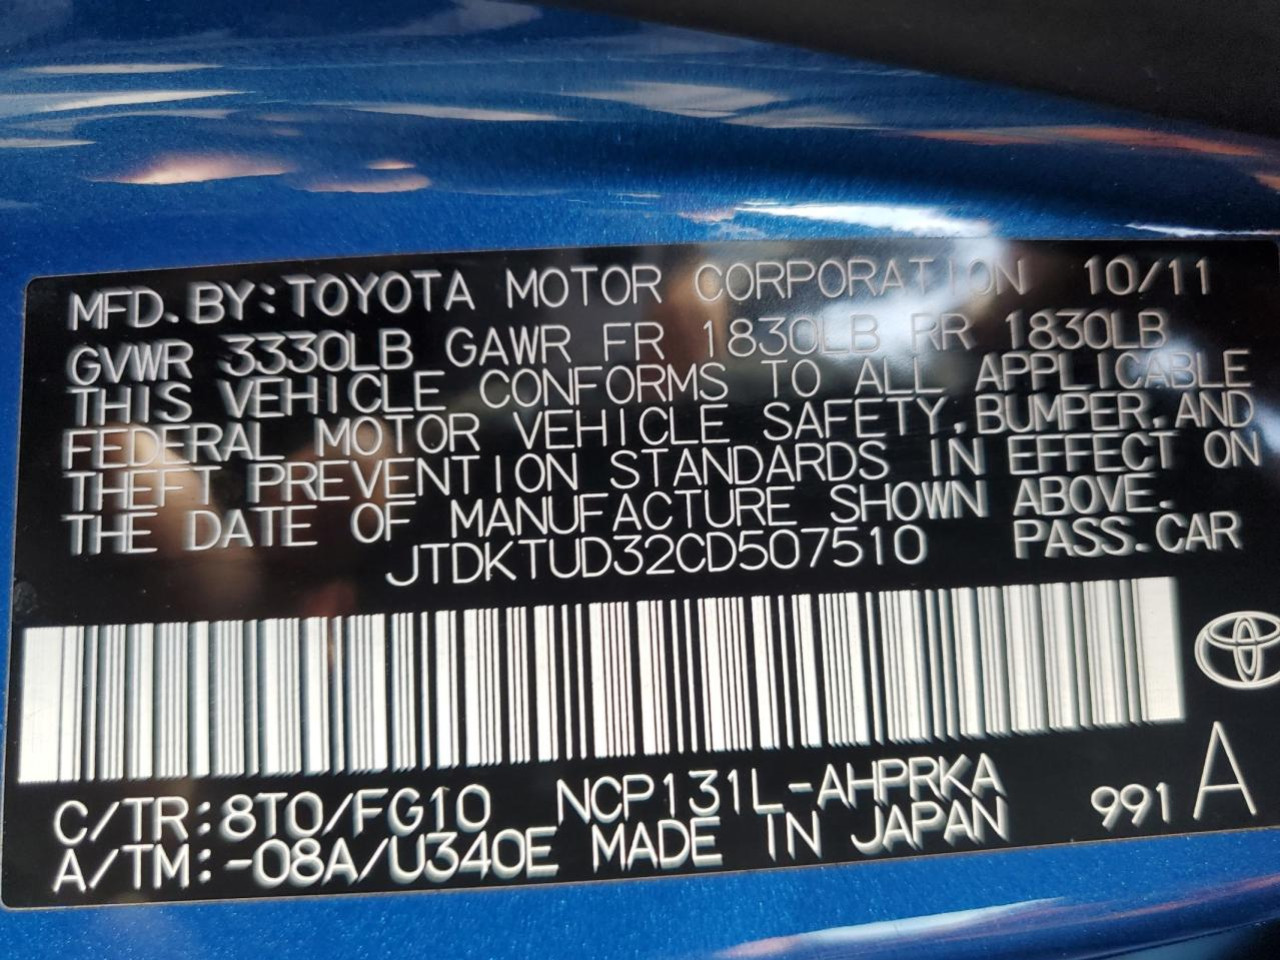 MFD. BY: TOYOTA MOTOR CORPORATION 10/11
GVWR 3330LB GAWR FR 1830LB RR 1830LB
THIS VEHICLE CONFORMS TO ALL APPLICABLE
FEDERAL MOTOR VEHICLE SAFETY, BUMPER, AND
THEFT PREVENTION STANDARDS IN EFFECT ON
THE DATE OF MANUFACTURE SHOWN ABOVE.
JTDKTUD32CD507510 PASS. CAR
C/TR: 8T0/FG10 NCP131L-AHPRKA 991 A
A/TM: -08A/U340E MADE IN JAPAN